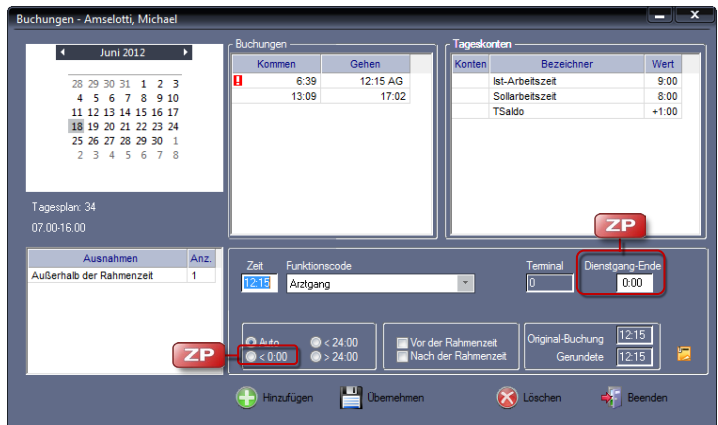 Buchungen - Amselotti, Michael
Juni 2012
28 29 30 31 1 2 3
4 5 6 7 8 9 10
11 12 13 14 15 16 17
18 19 20 21 22 23 24
25 26 27 28 29 30 1
2 3 4 5 6 7 8
Tagesplan: 34
07.00-16.00
Buchungen
Kommen Gehen
6:39 12:15 AG
13:09 17:02
Tageskonten
Konten Bezeichner Wert
Ist-Arbeitszeit 9:00
Sollarbeitszeit 8:00
TSaldo +1:00
ZP
Ausnahmen Anz.
Außerhalb der Rahmenzeit 1
Zeit Funktionscode Terminal Dienstgang-Ende
12:15 Arztgang 0 0:00
Auto < 24:00
< 0:00 > 24:00
ZP
Vor der Rahmenzeit
Nach der Rahmenzeit
Original-Buchung 12:15
Gerundete 12:15
Hinzufügen Übernehmen Löschen Beenden